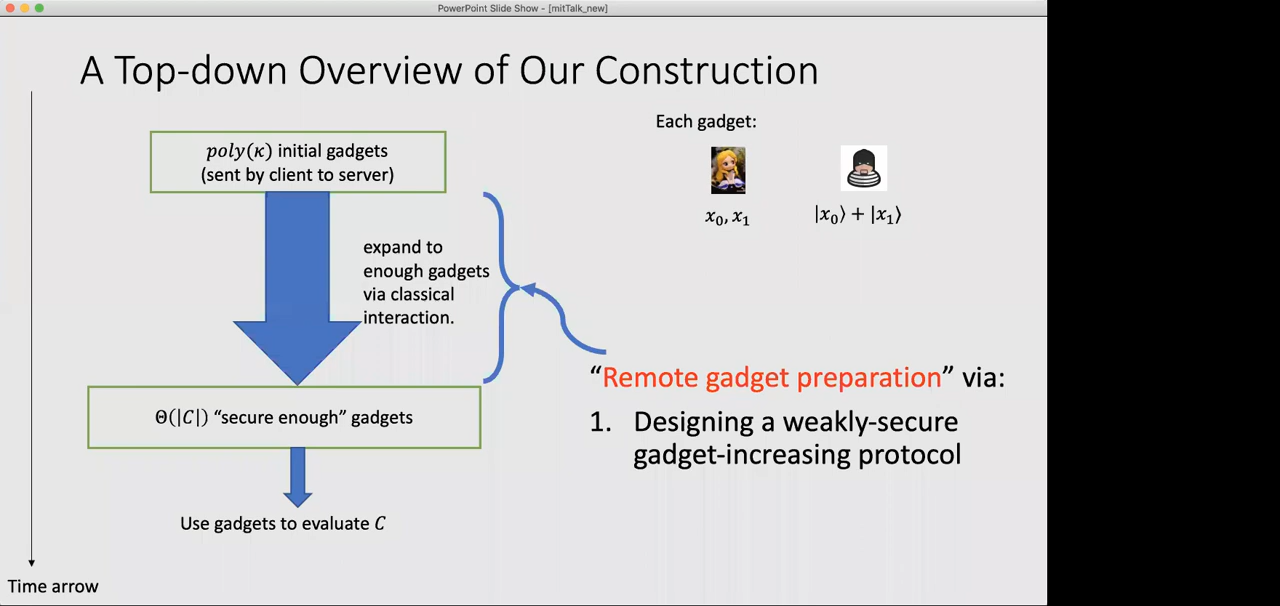 PowerPoint Slide Show - [mitTalk_new]
A Top-down Overview of Our Construction
poly(κ) initial gadgets
(sent by client to server)
expand to
enough gadgets
via classical
interaction.
Θ(|C|) “secure enough” gadgets
Use gadgets to evaluate C
Time arrow
Each gadget:
x₀, x₁
|x₀⟩ + |x₁⟩
“Remote gadget preparation” via:
1. Designing a weakly-secure
gadget-increasing protocol